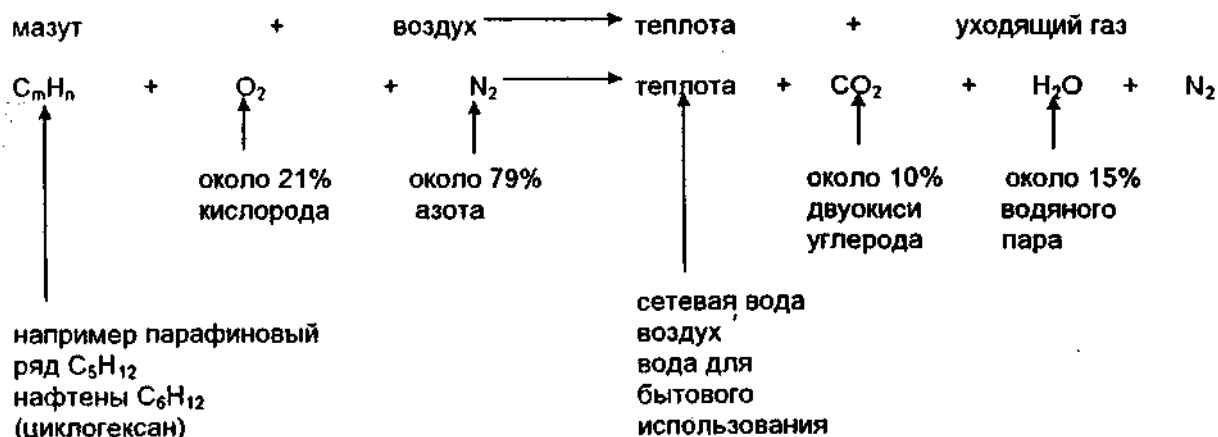 мазут + воздух → теплота + уходящий газ
CₘHₙ + O₂ + N₂ → теплота + CO₂ + H₂O + N₂
около 21% около 79% около 10% около 15%
кислорода азота двуокиси водяного
углерода пара
сетевая вода
например парафиновый воздух
ряд C₅H₁₂ вода для
нафтены C₆H₁₂ бытового
(циклогексан) использования